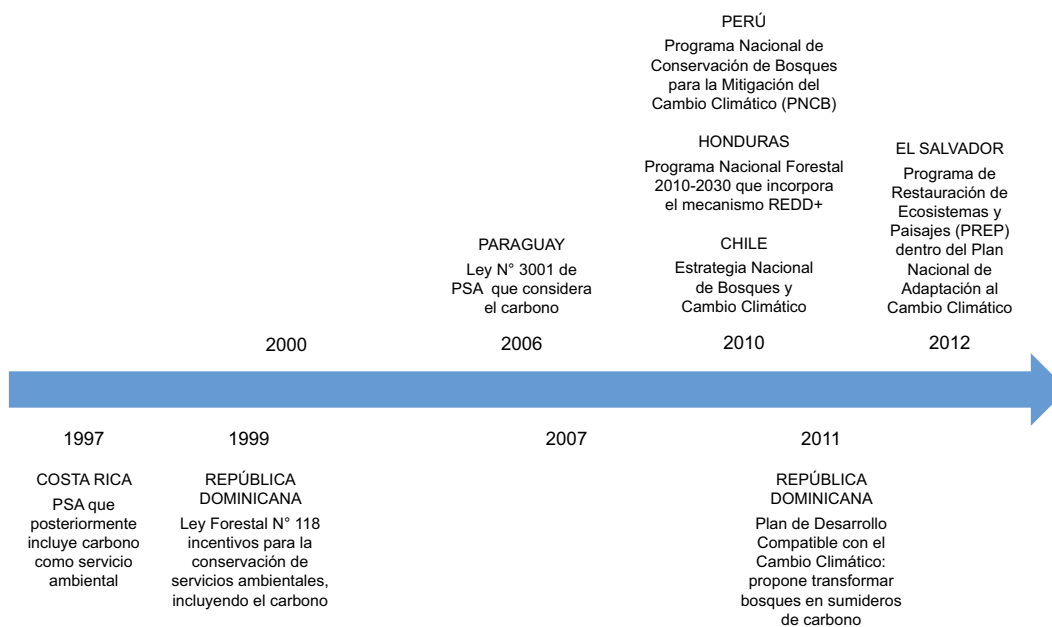 PERÚ
Programa Nacional de
Conservación de Bosques
para la Mitigación del
Cambio Climático (PNCB)
HONDURAS
Programa Nacional Forestal
2010-2030 que incorpora
el mecanismo REDD+
CHILE
Estrategia Nacional
de Bosques y
Cambio Climático
EL SALVADOR
Programa de
Restauración de
Ecosistemas y
Paisajes (PREP)
dentro del Plan
Nacional de
Adaptación al
Cambio Climático
PARAGUAY
Ley N° 3001 de
PSA que considera
el carbono
2000
2006
2010
2012
1997
1999
2007
2011
COSTA RICA
PSA que
posteriormente
incluye carbono
como servicio
ambiental
REPÚBLICA
DOMINICANA
Ley Forestal N° 118
incentivos para la
conservación de
servicios ambientales,
incluyendo el carbono
REPÚBLICA
DOMINICANA
Plan de Desarrollo
Compatible con el
Cambio Climático:
propone transformar
bosques en sumideros
de carbono